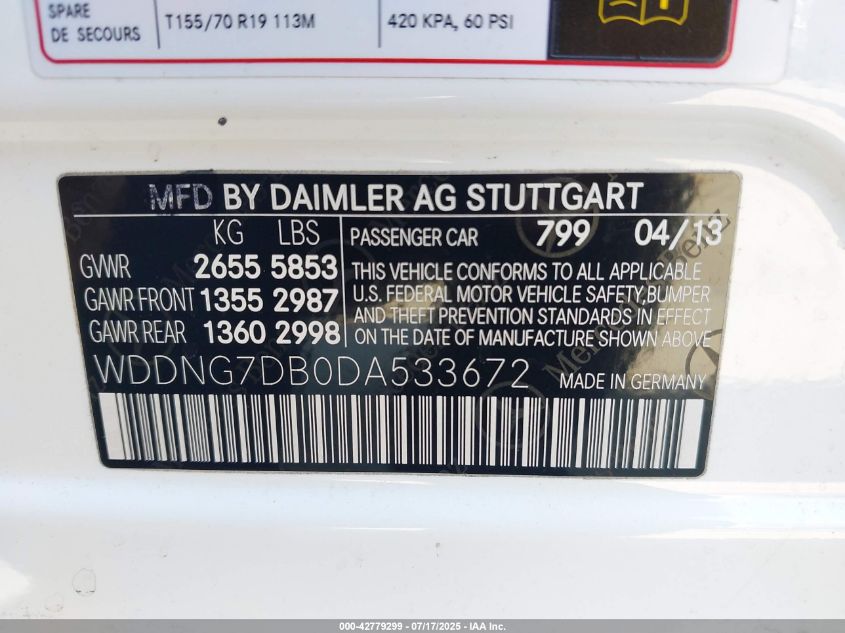 SPARE
DE SECOURS
T155/70 R19 113M
420 KPA, 60 PSI
MFD BY DAIMLER AG STUTTGART
KG LBS PASSENGER CAR 799 04/13
GVWR 2655 5853 THIS VEHICLE CONFORMS TO ALL APPLICABLE
GAWR FRONT 1355 2987 U.S. FEDERAL MOTOR VEHICLE SAFETY,BUMPER
AND THEFT PREVENTION STANDARDS IN EFFECT
GAWR REAR 1360 2998 ON DATE OF MANUFACTURE SHOWN ABOVE
WDDNG7DB0DA533672 MADE IN GERMANY
000-42779299 - 07/17/2025 - IAA Inc.